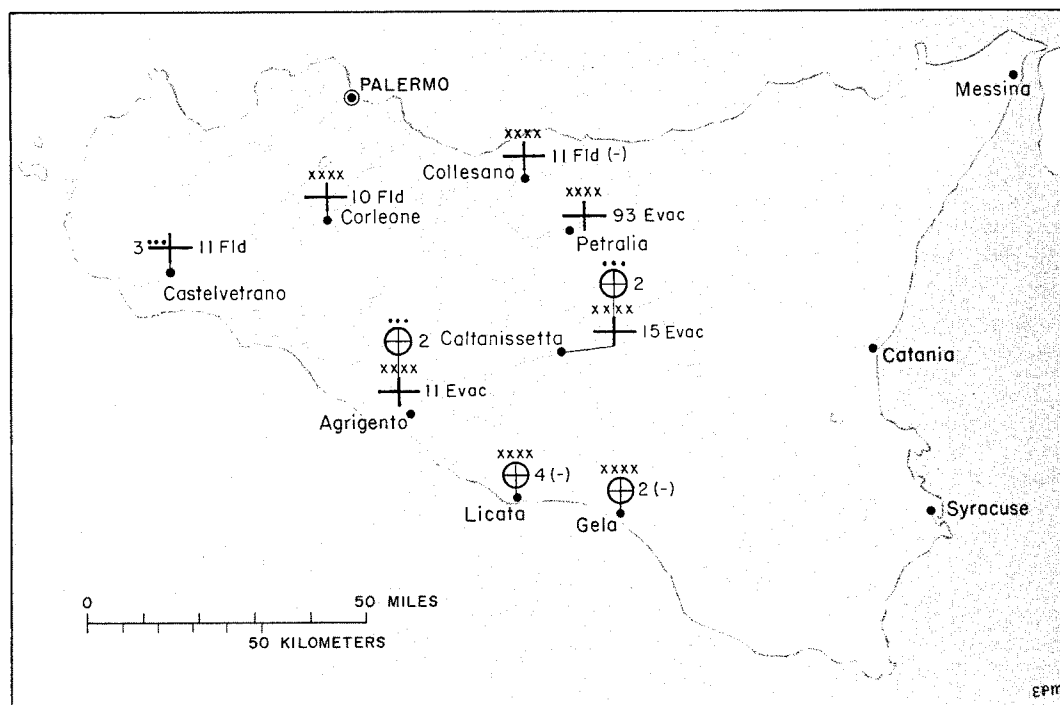 PALERMO
Messina
xxxx
11 Fld (-)
Collesano
xxxx
10 Fld
Corleone
xxxx
93 Evac
Petralia
3 ••• 11 Fld
Castelvetrano
•••
2
xxxx
15 Evac
Caltanissetta
•••
2
xxxx
11 Evac
Agrigento
Catania
xxxx
4 (-)
Licata
xxxx
2 (-)
Gela
Syracuse
0 50 MILES
50 KILOMETERS